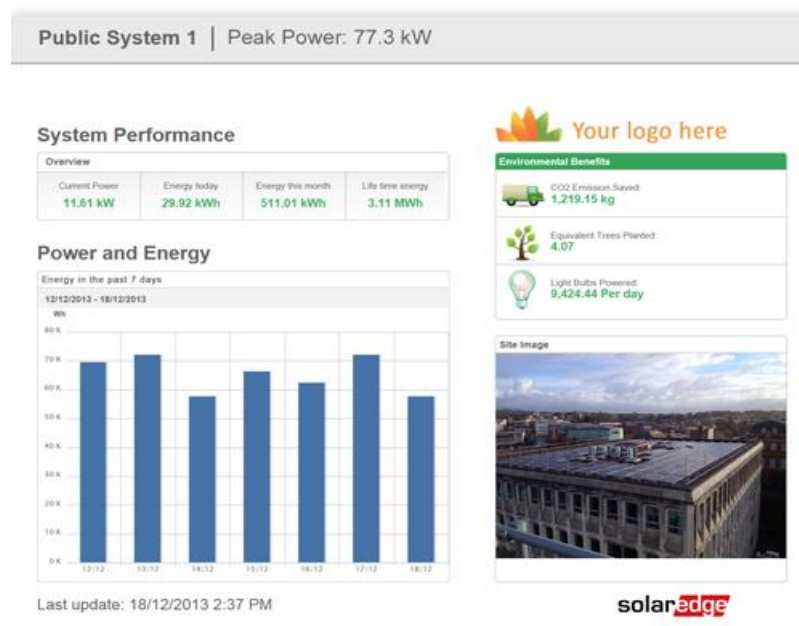 Public System 1 | Peak Power: 77.3 kW
System Performance
Overview
Current Power Energy today Energy this month Life time energy
11.61 kW 29.92 kWh 511.01 kWh 3.11 MWh
Power and Energy
Energy in the past 7 days
12/12/2013 - 18/12/2013
Wh
80 K
70 K
60 K
50 K
40 K
30 K
20 K
10 K
0 K
12/12 13/12 14/12 15/12 16/12 17/12 18/12
Last update: 18/12/2013 2:37 PM
Your logo here
Environmental Benefits
CO2 Emission Saved:
1,219.15 kg
Equivalent Trees Planted:
4.07
Light Bulbs Powered:
9,424.44 Per day
Site Image
solaredge